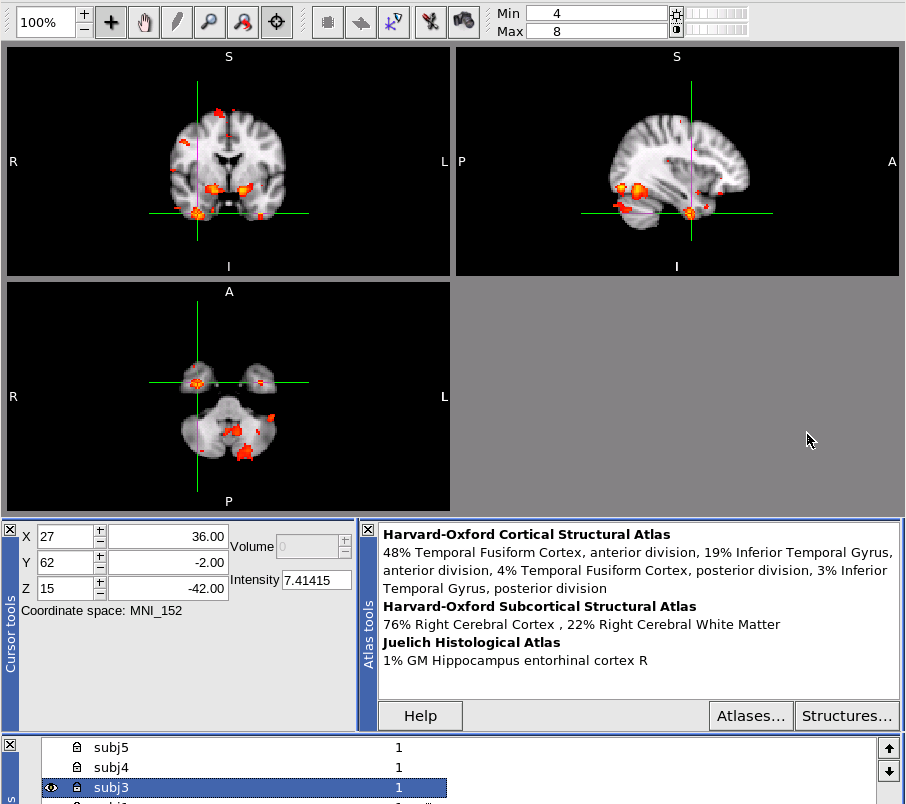 100%
Min 4
Max 8
S
S
R
L
P
A
I
I
A
R
L
P
X 27 36.00
Y 62 -2.00
Z 15 -42.00
Volume 0
Intensity 7.41415
Coordinate space: MNI_152
Cursor tools
Atlas tools
Harvard-Oxford Cortical Structural Atlas
48% Temporal Fusiform Cortex, anterior division, 19% Inferior Temporal Gyrus,
anterior division, 4% Temporal Fusiform Cortex, posterior division, 3% Inferior
Temporal Gyrus, posterior division
Harvard-Oxford Subcortical Structural Atlas
76% Right Cerebral Cortex , 22% Right Cerebral White Matter
Juelich Histological Atlas
1% GM Hippocampus entorhinal cortex R
Help
Atlases...
Structures...
subj5 1
subj4 1
subj3 1